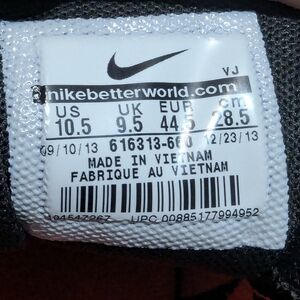 VJ
nikebetterworld.com
US UK EUR cm
10.5 9.5 44.5 28.5
09/10/13 616313-660 12/23/13
MADE IN VIETNAM
FABRIQUE AU VIETNAM
UPC 00885177994952